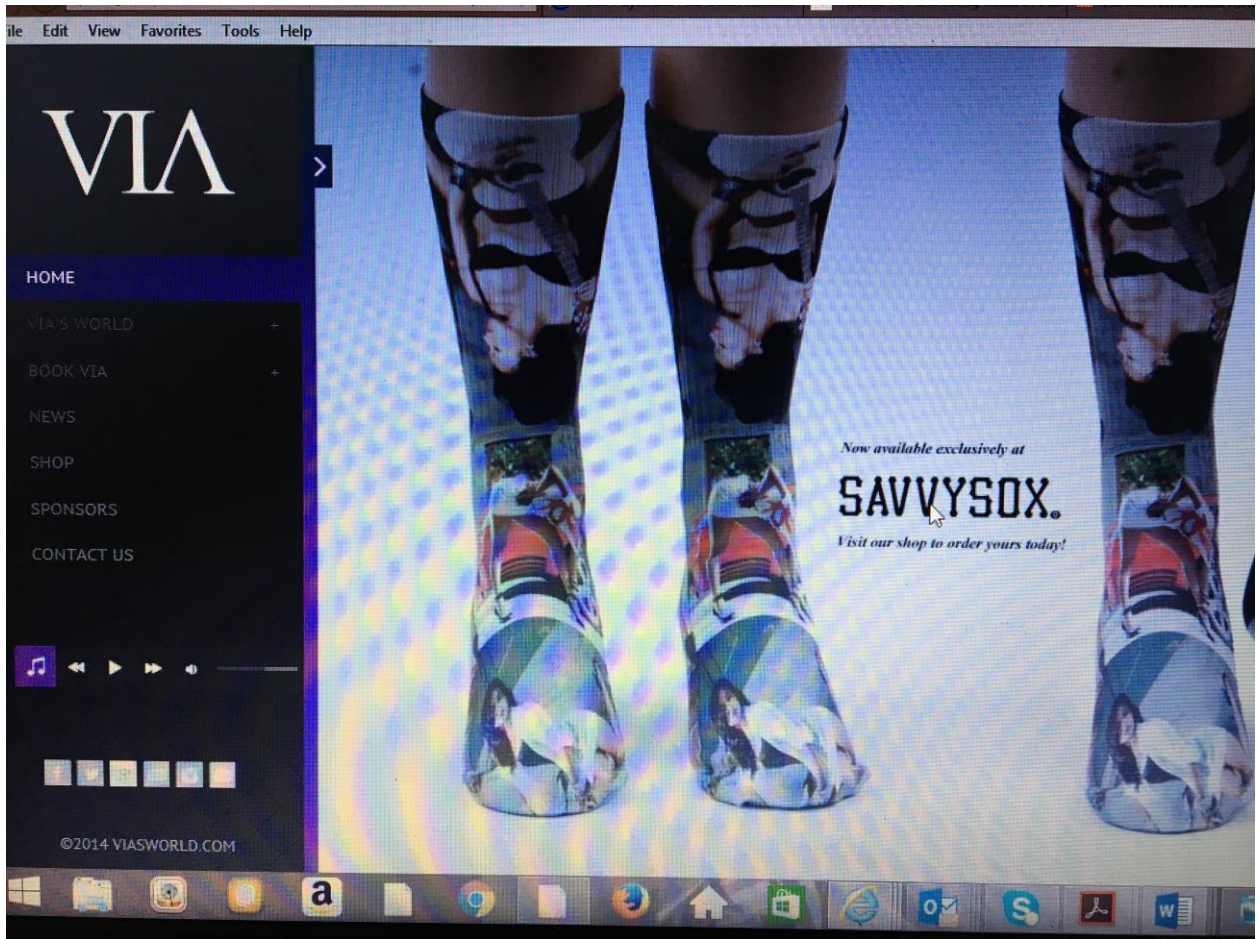 File Edit View Favorites Tools Help
VIA
HOME
VIA'S WORLD +
BOOK VIA +
NEWS
SHOP
SPONSORS
CONTACT US
©2014 VIASWORLD.COM
Now available exclusively at
SAVVYSOX.
Visit our shop to order yours today!